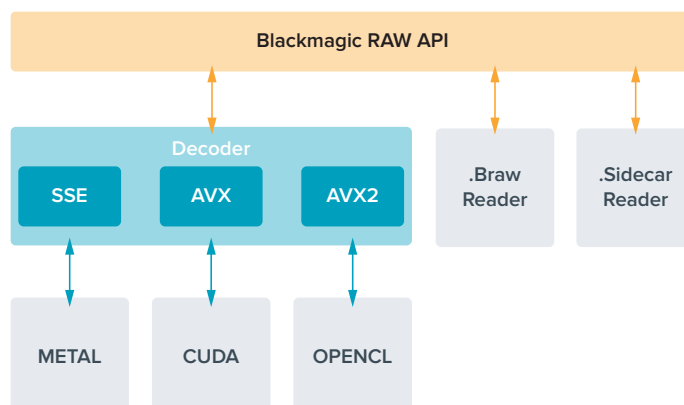 Blackmagic RAW API
Decoder
SSE
AVX
AVX2
.Braw
Reader
.Sidecar
Reader
METAL
CUDA
OPENCL